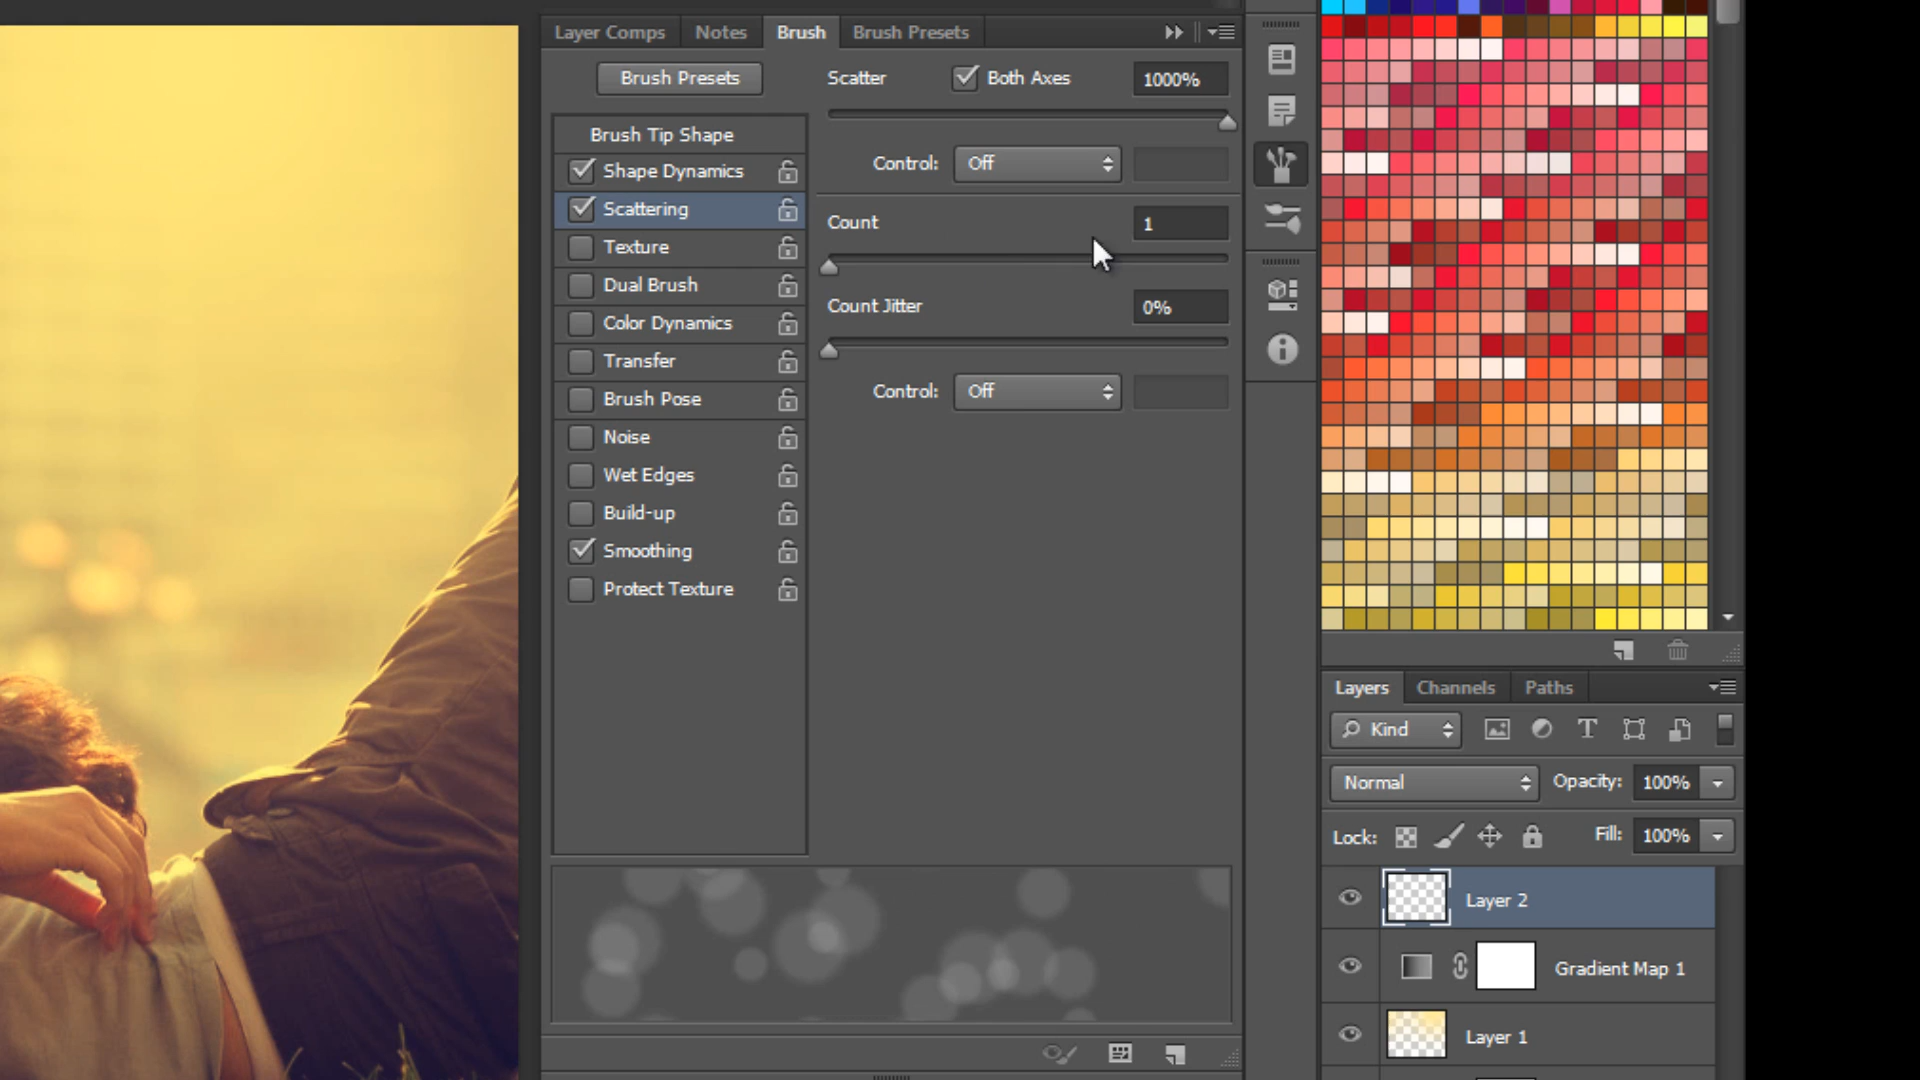 Layer Comps Notes Brush Brush Presets
Brush Presets
Brush Tip Shape
Shape Dynamics
Scattering
Texture
Dual Brush
Color Dynamics
Transfer
Brush Pose
Noise
Wet Edges
Build-up
Smoothing
Protect Texture
Scatter Both Axes 1000%
Control: Off
Count 1
Count Jitter 0%
Control: Off
Layers Channels Paths
Kind T
Normal Opacity: 100%
Lock: Fill: 100%
Layer 2
Gradient Map 1
Layer 1